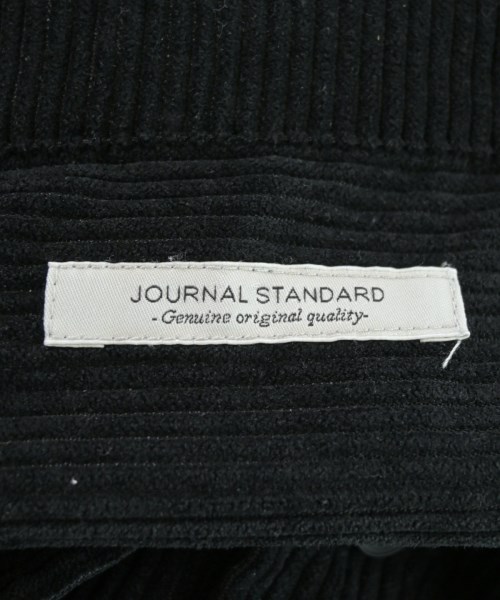 JOURNAL STANDARD
-Genuine original quality-